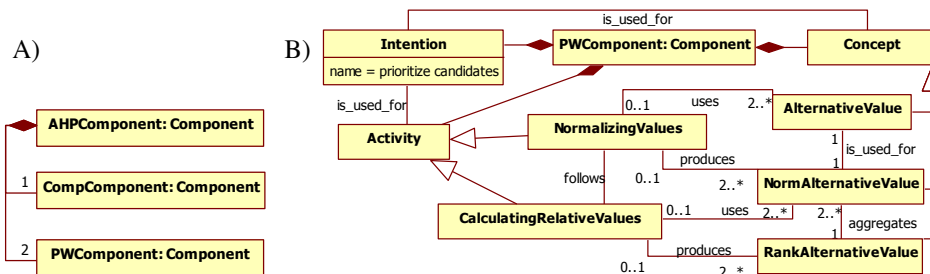 A)
AHPComponent: Component
1
CompComponent: Component
2
PWComponent: Component
B)
is_used_for
Intention
name = prioritize candidates
PWComponent: Component
Concept
is_used_for
Activity
NormalizingValues
0..1
uses
2..*
AlternativeValue
1
is_used_for
1
follows
0..1
produces
2..*
NormAlternativeValue
CalculatingRelativeValues
0..1
uses
2..*
2..*
aggregates
1
0..1
produces
2..*
RankAlternativeValue